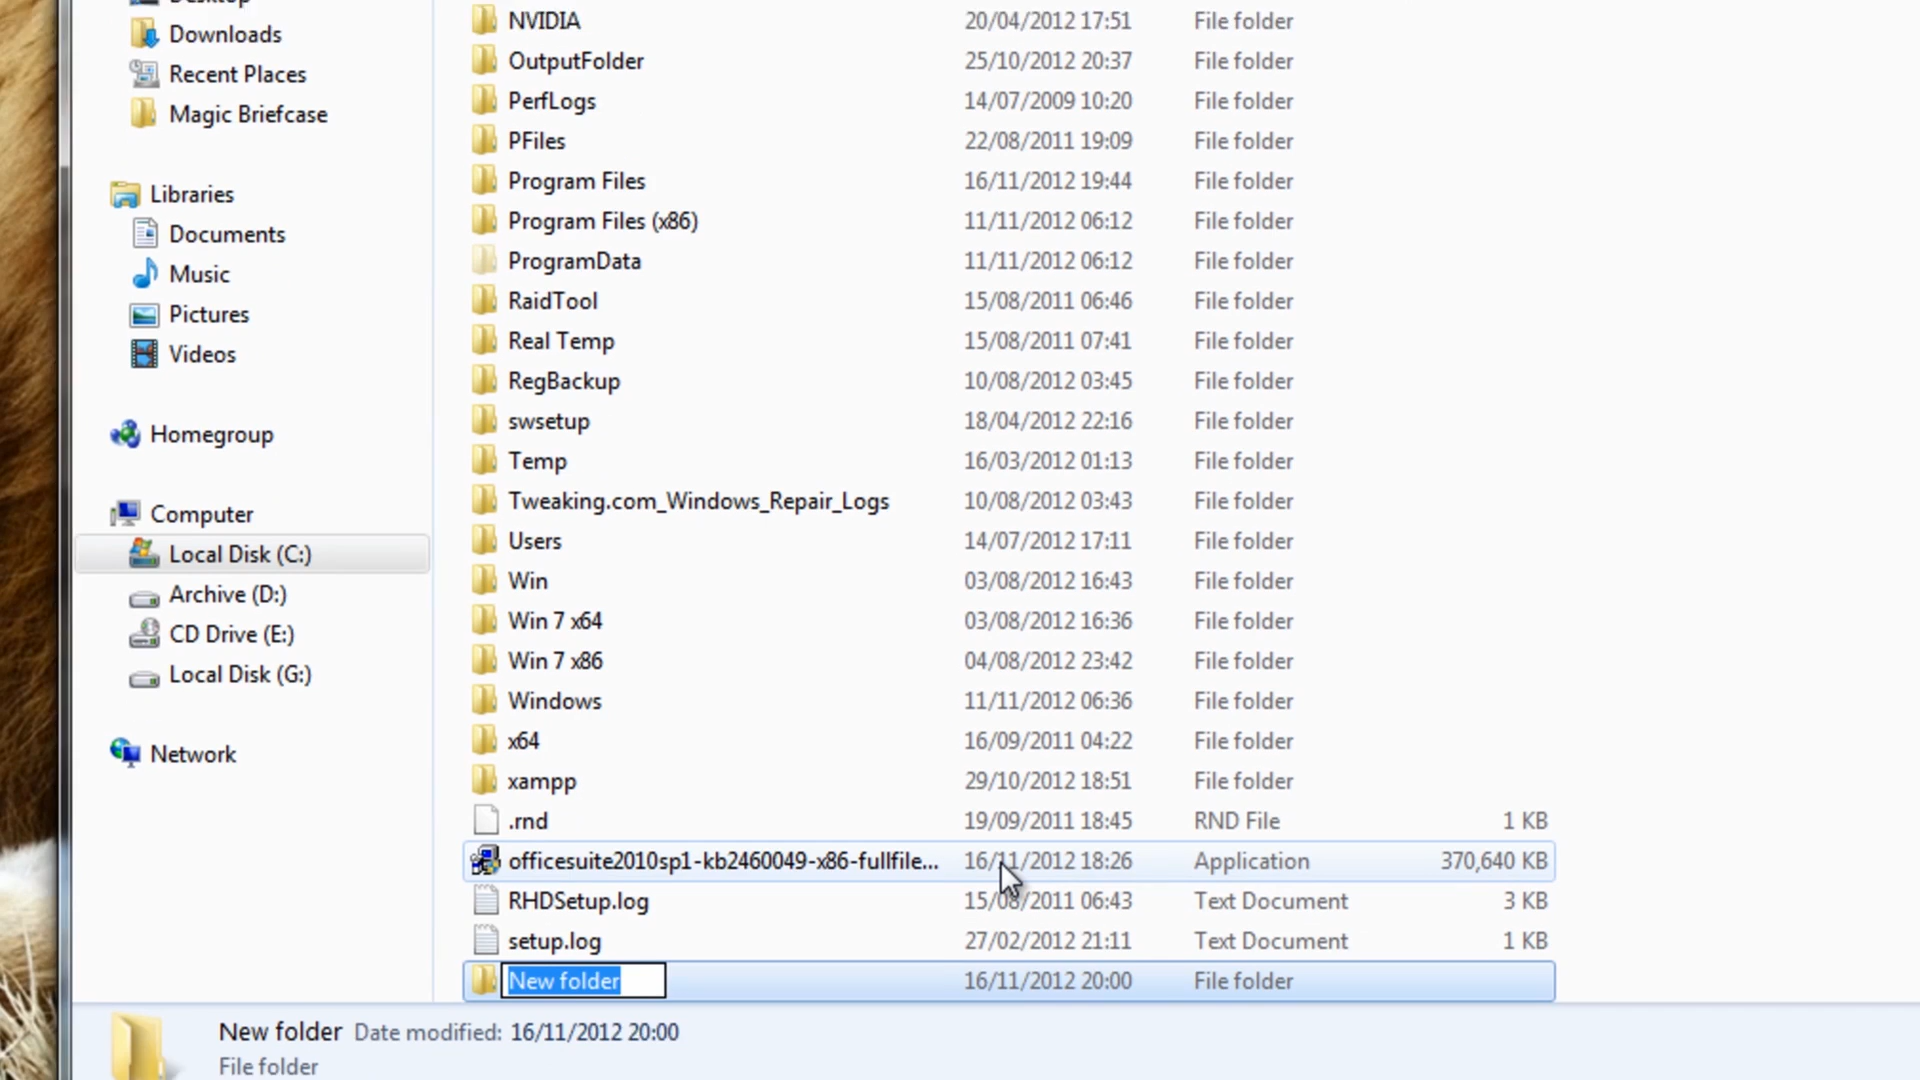 Desktop
Downloads
Recent Places
Magic Briefcase
Libraries
Documents
Music
Pictures
Videos
Homegroup
Computer
Local Disk (C:)
Archive (D:)
CD Drive (E:)
Local Disk (G:)
Network
NVIDIA 20/04/2012 17:51 File folder
OutputFolder 25/10/2012 20:37 File folder
PerfLogs 14/07/2009 10:20 File folder
PFiles 22/08/2011 19:09 File folder
Program Files 16/11/2012 19:44 File folder
Program Files (x86) 11/11/2012 06:12 File folder
ProgramData 11/11/2012 06:12 File folder
RaidTool 15/08/2011 06:46 File folder
Real Temp 15/08/2011 07:41 File folder
RegBackup 10/08/2012 03:45 File folder
swsetup 18/04/2012 22:16 File folder
Temp 16/03/2012 01:13 File folder
Tweaking.com_Windows_Repair_Logs 10/08/2012 03:43 File folder
Users 14/07/2012 17:11 File folder
Win 03/08/2012 16:43 File folder
Win 7 x64 03/08/2012 16:36 File folder
Win 7 x86 04/08/2012 23:42 File folder
Windows 11/11/2012 06:36 File folder
x64 16/09/2011 04:22 File folder
xampp 29/10/2012 18:51 File folder
.rnd 19/09/2011 18:45 RND File 1 KB
officesuite2010sp1-kb2460049-x86-fullfile... 16/11/2012 18:26 Application 370,640 KB
RHDSetup.log 15/08/2011 06:43 Text Document 3 KB
setup.log 27/02/2012 21:11 Text Document 1 KB
New folder 16/11/2012 20:00 File folder
New folder Date modified: 16/11/2012 20:00
File folder